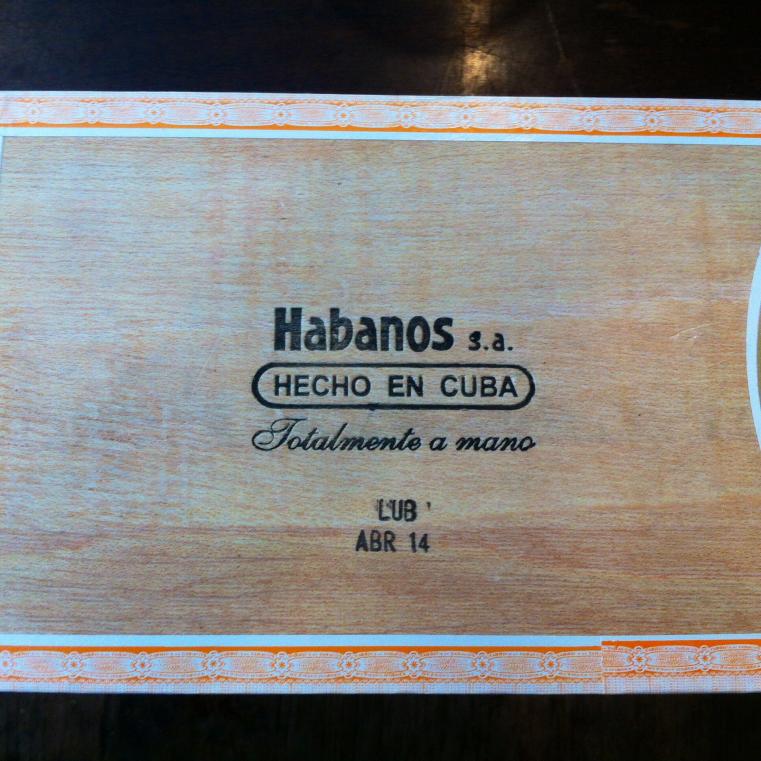 Habanos s.a.
HECHO EN CUBA
Totalmente a mano
LUB
ABR 14